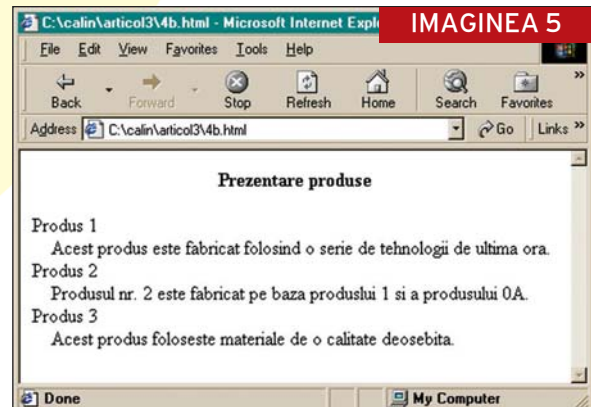 C:\calin\articol3\4b.html - Microsoft Internet Explo
IMAGINEA 5
File Edit View Favorites Tools Help
Back Forward Stop Refresh Home Search Favorites »
Address C:\calin\articol3\4b.html Go Links »
Prezentare produse
Produs 1
Acest produs este fabricat folosind o serie de tehnologii de ultima ora.
Produs 2
Produsul nr. 2 este fabricat pe baza produslui 1 si a produsului 0A.
Produs 3
Acest produs foloseste materiale de o calitate deosebita.
Done My Computer